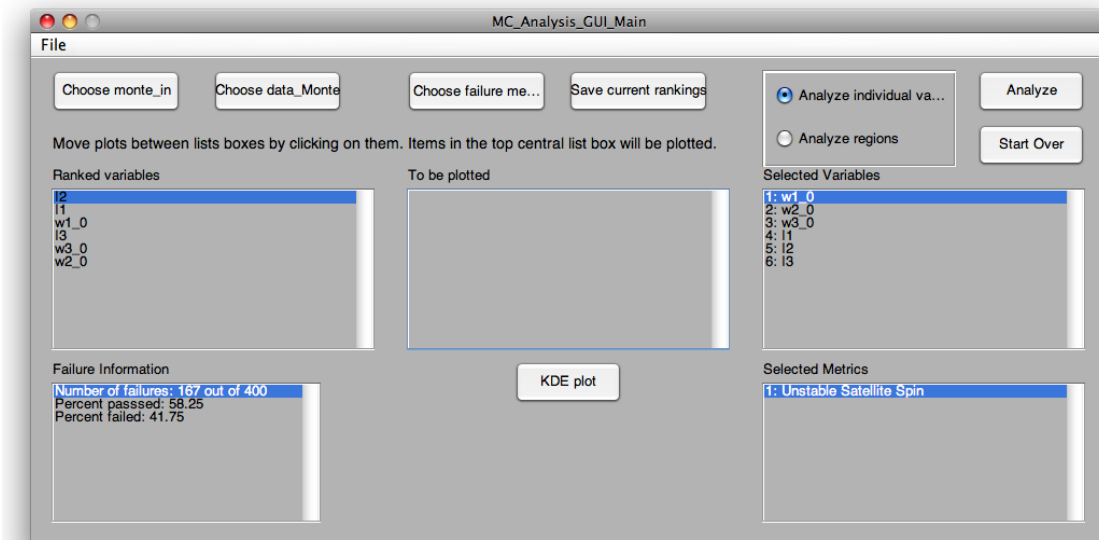 MC_Analysis_GUI_Main
File
Choose monte_in
Choose data_Monte
Choose failure me...
Save current rankings
Analyze individual va...
Analyze
Analyze regions
Start Over
Move plots between lists boxes by clicking on them. Items in the top central list box will be plotted.
Ranked variables
I2
I1
w1_0
I3
w3_0
w2_0
To be plotted
Selected Variables
1: w1_0
2: w2_0
3: w3_0
4: I1
5: I2
6: I3
Failure Information
Number of failures: 167 out of 400
Percent passsed: 58.25
Percent failed: 41.75
KDE plot
Selected Metrics
1: Unstable Satellite Spin